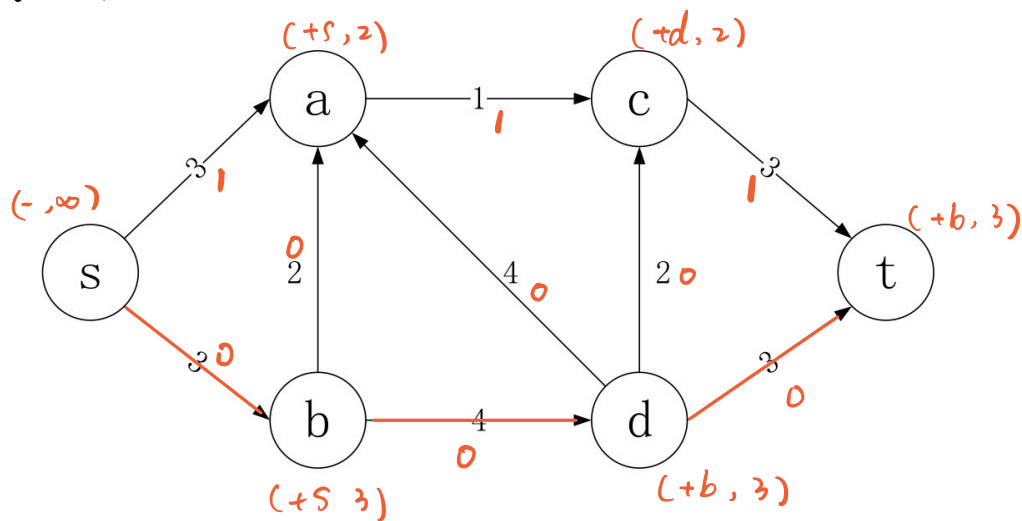 (+s, 2)
(+d, 2)
a
1
c
1
3
1
3
1
(-, ∞)
(+b, 3)
s
0
2
4
0
2
0
t
3
0
3
0
b
4
0
d
(+s 3)
(+b, 3)